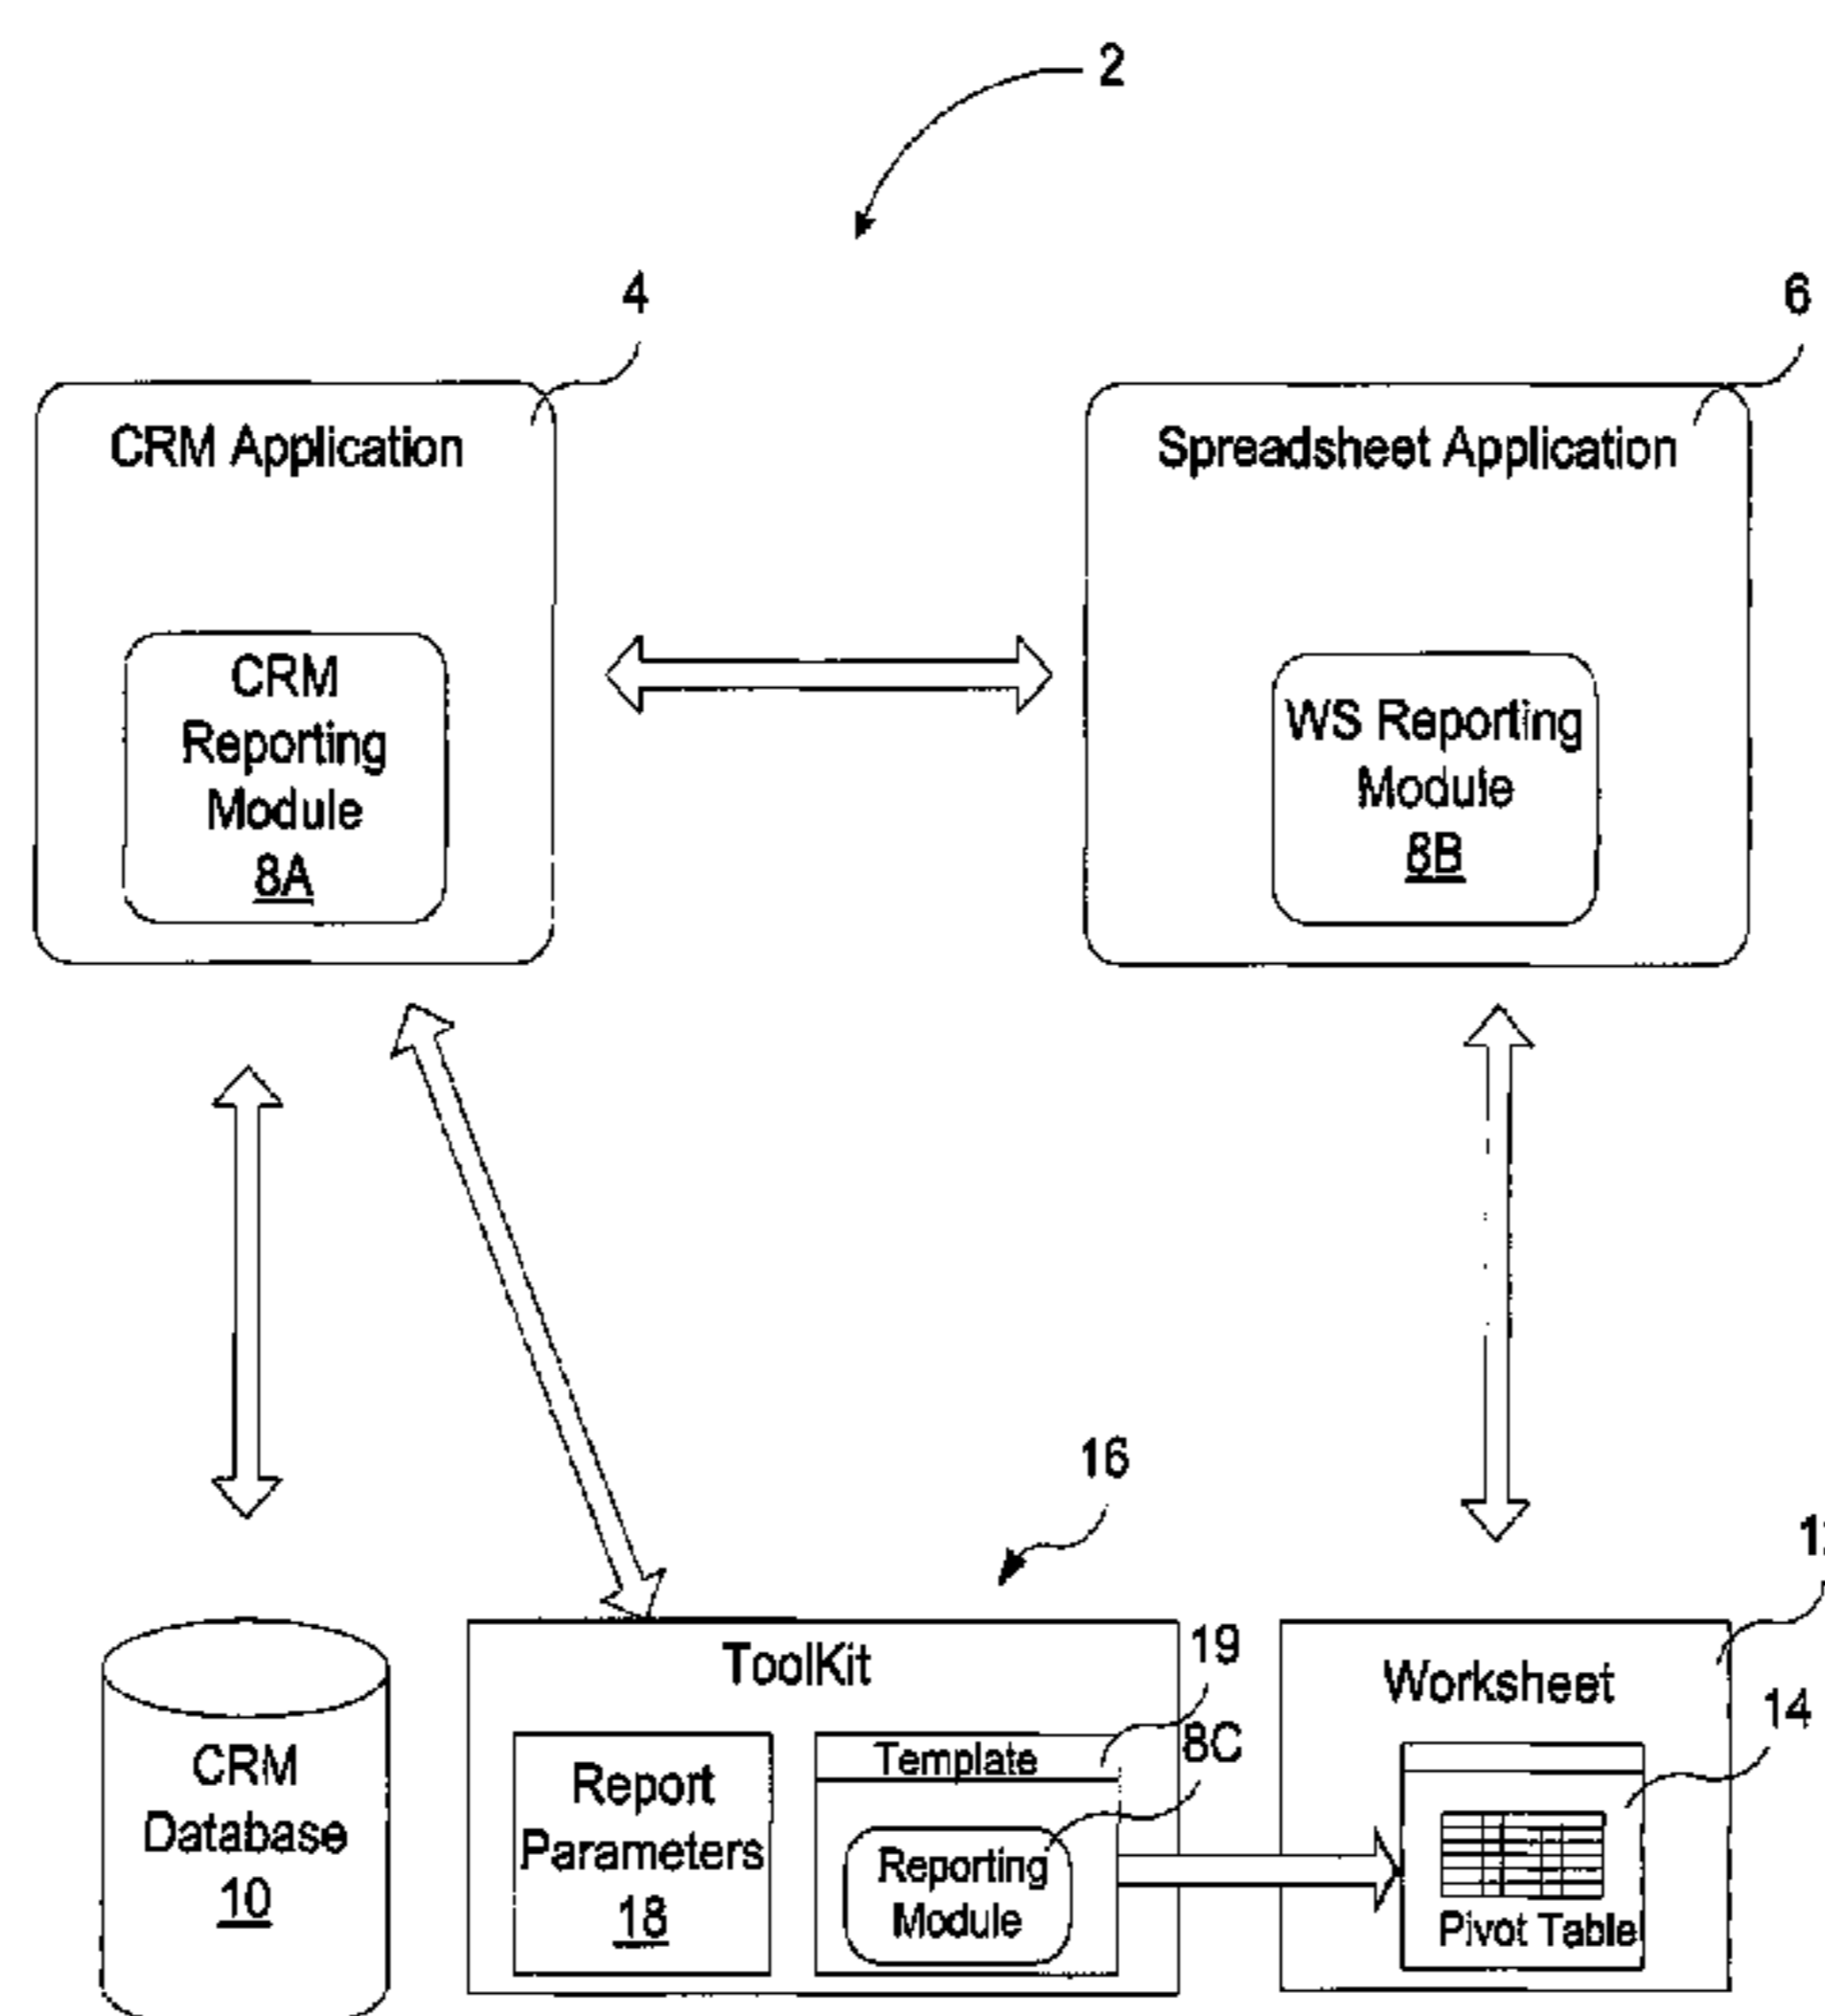 2
4
6
CRM Application
Spreadsheet Application
CRM
Reporting
Module
8A
WS Reporting
Module
8B
16
ToolKit
19
8C
Worksheet
14
CRM
Database
10
Report
Parameters
18
Template
Reporting
Module
Pivot Table